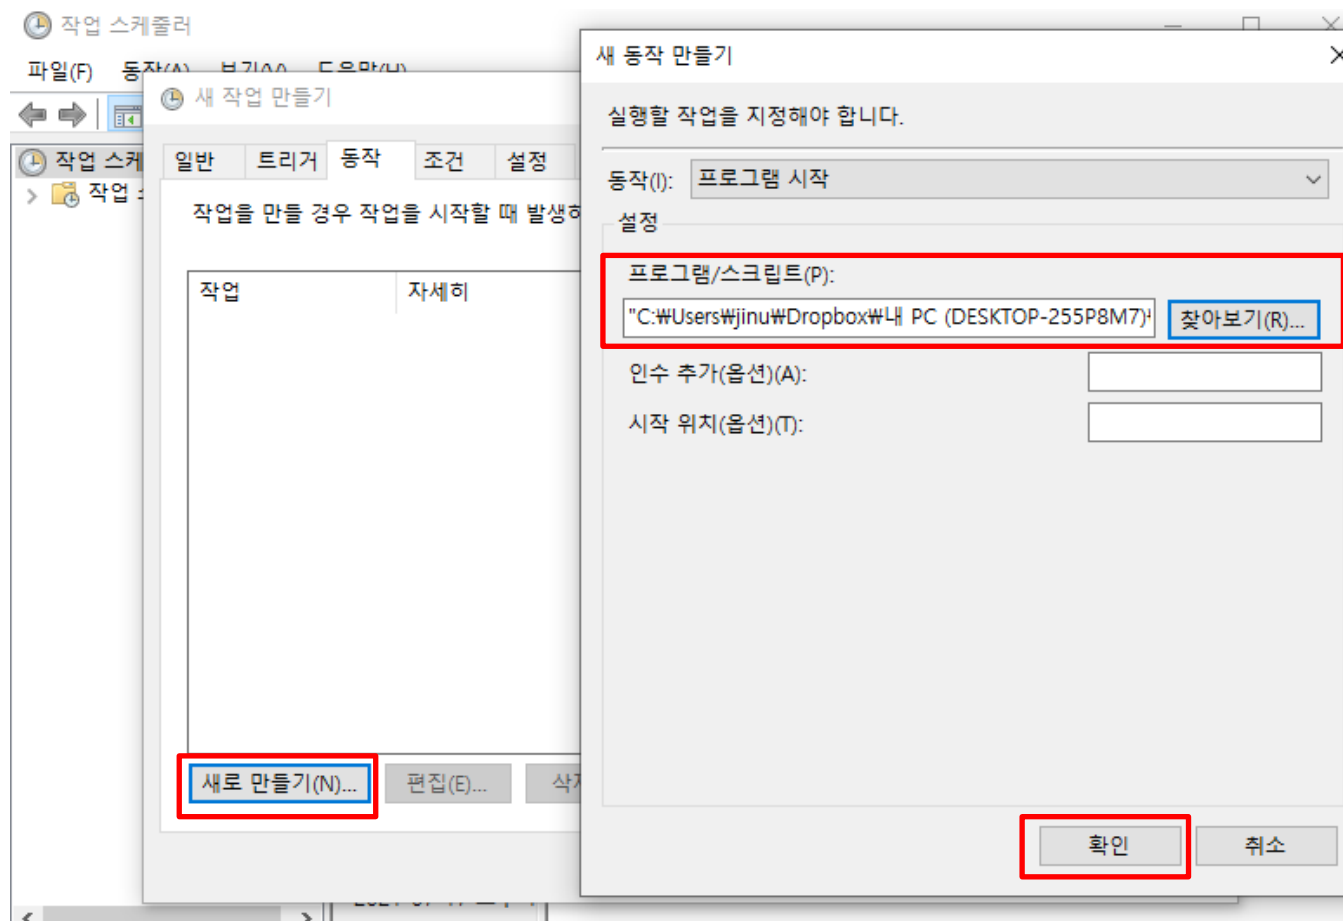 작업 스케줄러
파일(F)
새 작업 만들기
작업 스케
작업
일반 트리거 동작 조건 설정
작업을 만들 경우 작업을 시작할 때
작업 자세히
새로 만들기(N)... 편집(E)...
새 동작 만들기
실행할 작업을 지정해야 합니다.
동작(I): 프로그램 시작
설정
프로그램/스크립트(P):
"C:₩Users₩jinu₩Dropbox₩내 PC (DESKTOP-255P8M7) 찾아보기(R)...
인수 추가(옵션)(A):
시작 위치(옵션)(T):
확인 취소